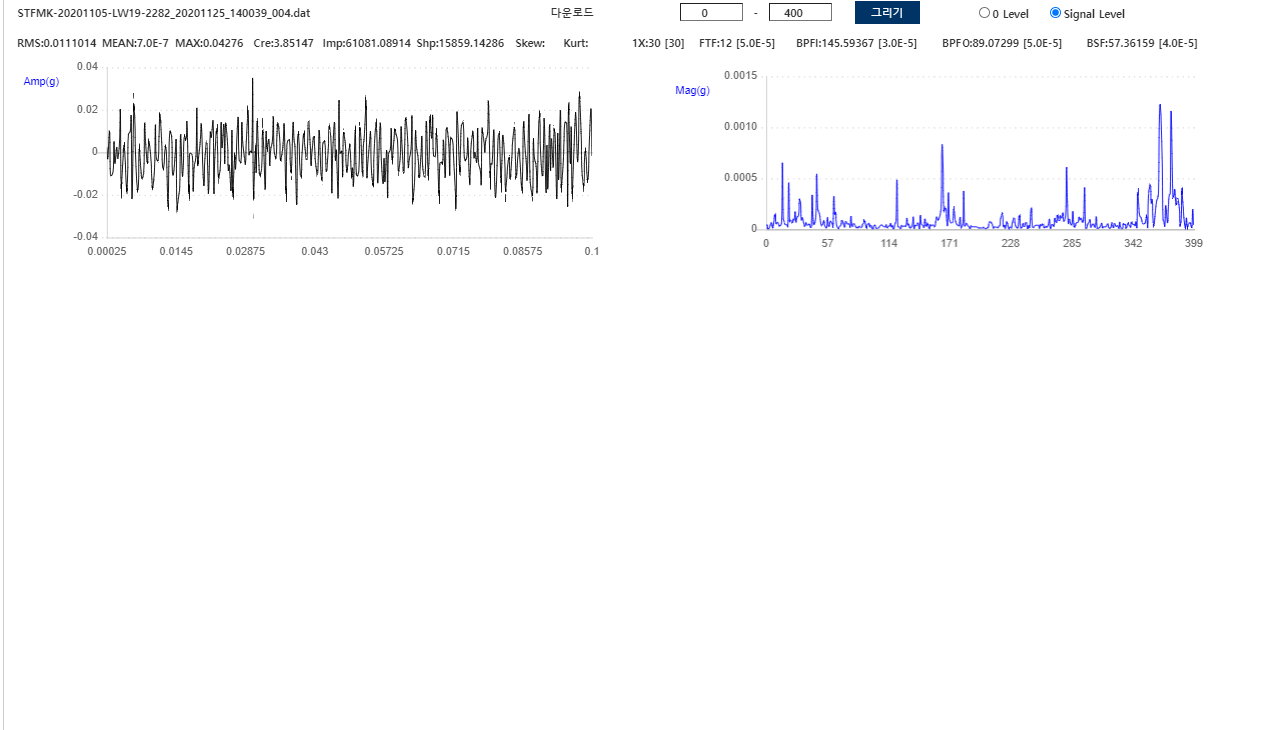 STFMK-20201105-LW19-2282_20201125_140039_004.dat 다운로드 0 - 400 그리기 0 Level Signal Level
RMS:0.0111014 MEAN:7.0E-7 MAX:0.04276 Cre:3.85147 Imp:61081.08914 Shp:15859.14286 Skew: Kurt: 1X:30 [30] FTF:12 [5.0E-5] BPFI:145.59367 [3.0E-5] BPFO:89.07299 [5.0E-5] BSF:57.36159 [4.0E-5]
Amp(g)
0.04
0.02
0
-0.02
-0.04
0.00025 0.0145 0.02875 0.043 0.05725 0.0715 0.08575 0.1
Mag(g)
0.0015
0.0010
0.0005
0
0 57 114 171 228 285 342 399